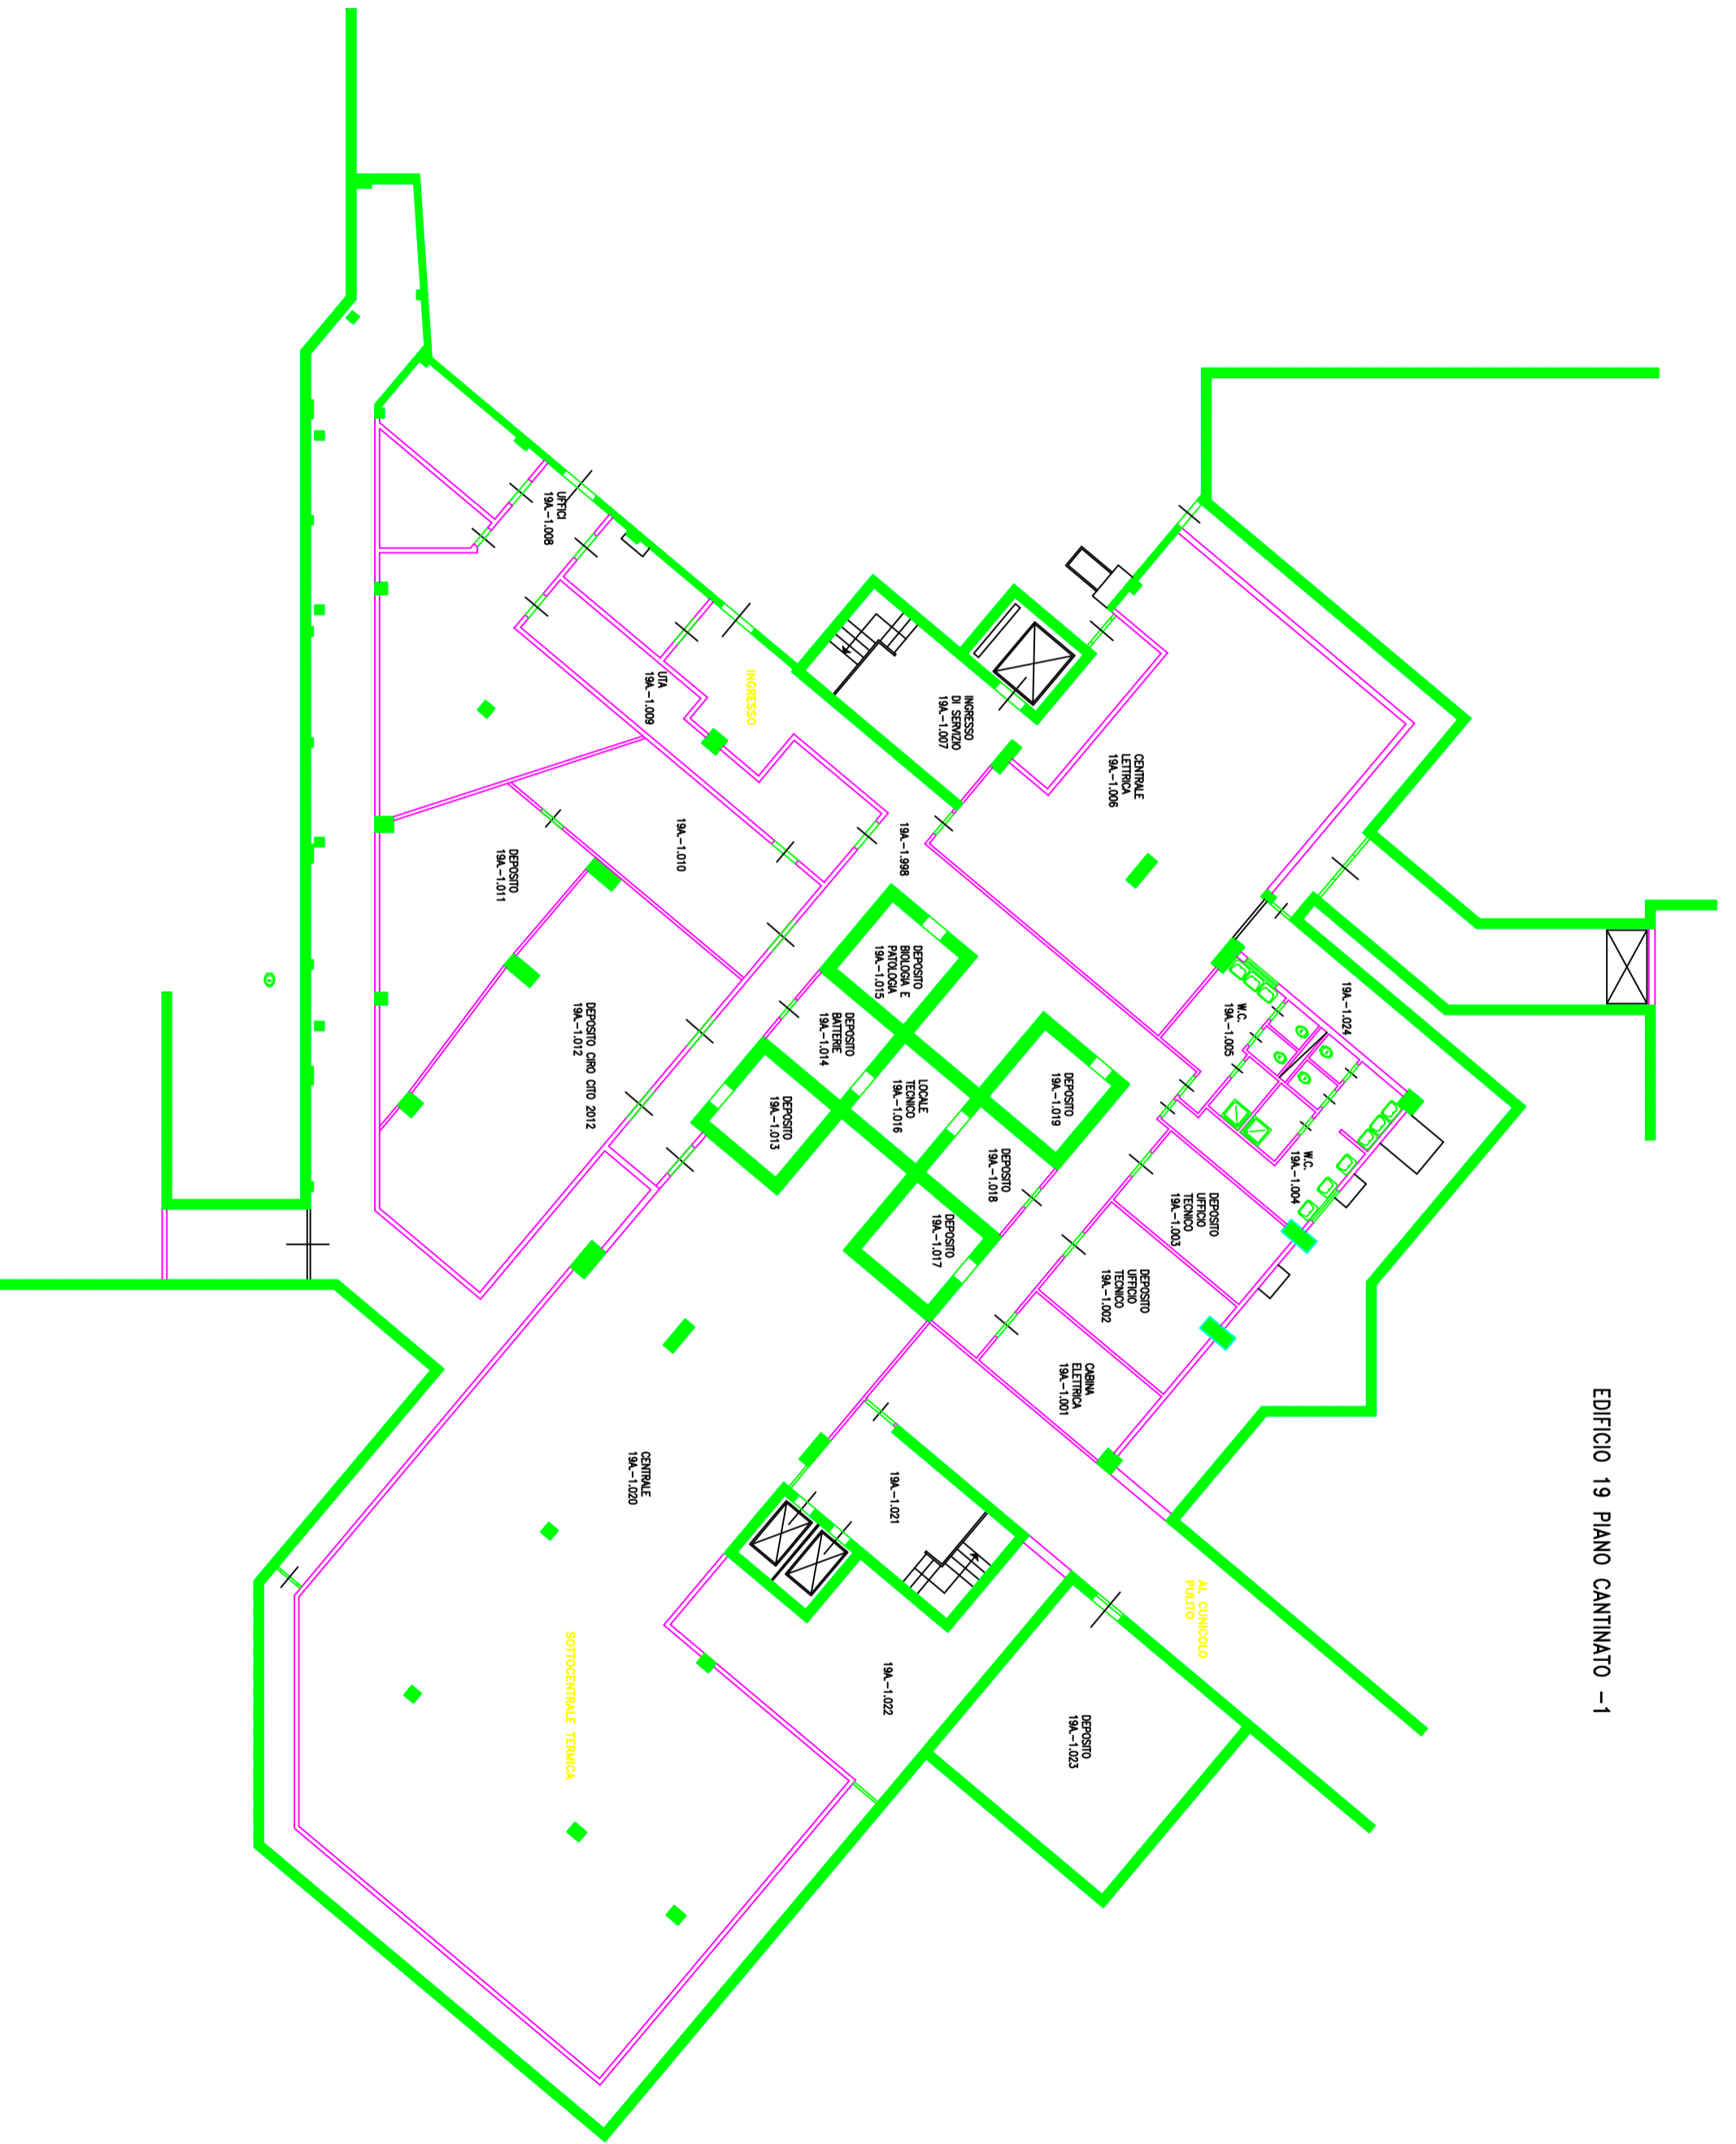 EDIFICIO 19 PIANO CANTINATO -1
19A.-1.024
W.C.
19A.-1.004
W.C.
19A.-1.005
DEPOSITO
UFFICIO
TECNICO
19A.-1.003
AL CUNICOLO
PULITO
DEPOSITO
UFFICIO
TECNICO
19A.-1.002
CENTRALE
LETTRICA
19A.-1.006
CABINA
ELETTRICA
19A.-1.001
DEPOSITO
19A.-1.023
DEPOSITO
19A.-1.019
DEPOSITO
19A.-1.018
INGRESSO
DI SERVIZIO
19A.-1.007
DEPOSITO
19A.-1.017
LOCALE
TECNICO
19A.-1.016
DEPOSITO
BIOLOGIA E
PATOLOGIA
19A.-1.015
19A.-1.998
19A.-1.021
19A.-1.022
DEPOSITO
BATTERIE
19A.-1.014
DEPOSITO
19A.-1.013
INGRESSO
19A.-1.010
UTA
19A.-1.009
CENTRALE
19A.-1.020
DEPOSITO CIRO CITO 2012
19A.-1.012
SOTTOCENTRALE TERMICA
UFFICI
19A.-1.008
DEPOSITO
19A.-1.011